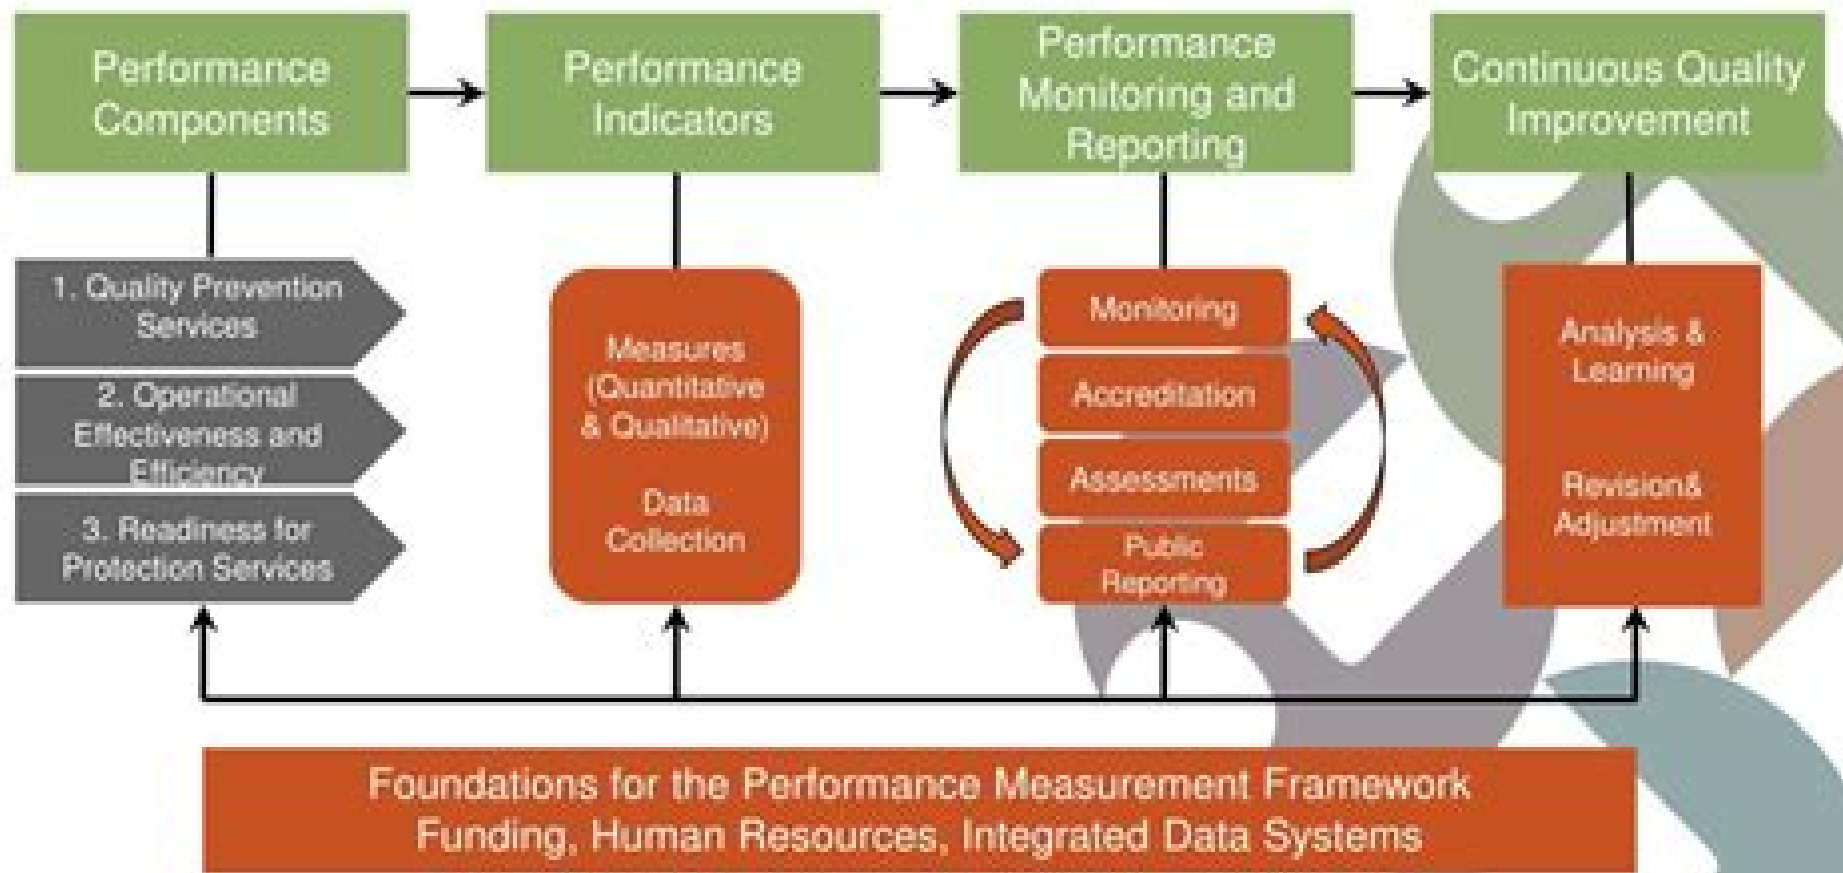 Performance
Components
Performance
Indicators
Performance
Monitoring and
Reporting
Continuous Quality
Improvement
1. Quality Prevention
Services
2. Operational
Effectiveness and
Efficiency
3. Readiness for
Protection Services
Measures
(Quantitative
& Qualitative)
Data
Collection
Monitoring
Accreditation
Assessments
Public
Reporting
Analysis &
Learning
Revision&
Adjustment
Foundations for the Performance Measurement Framework
Funding, Human Resources, Integrated Data Systems